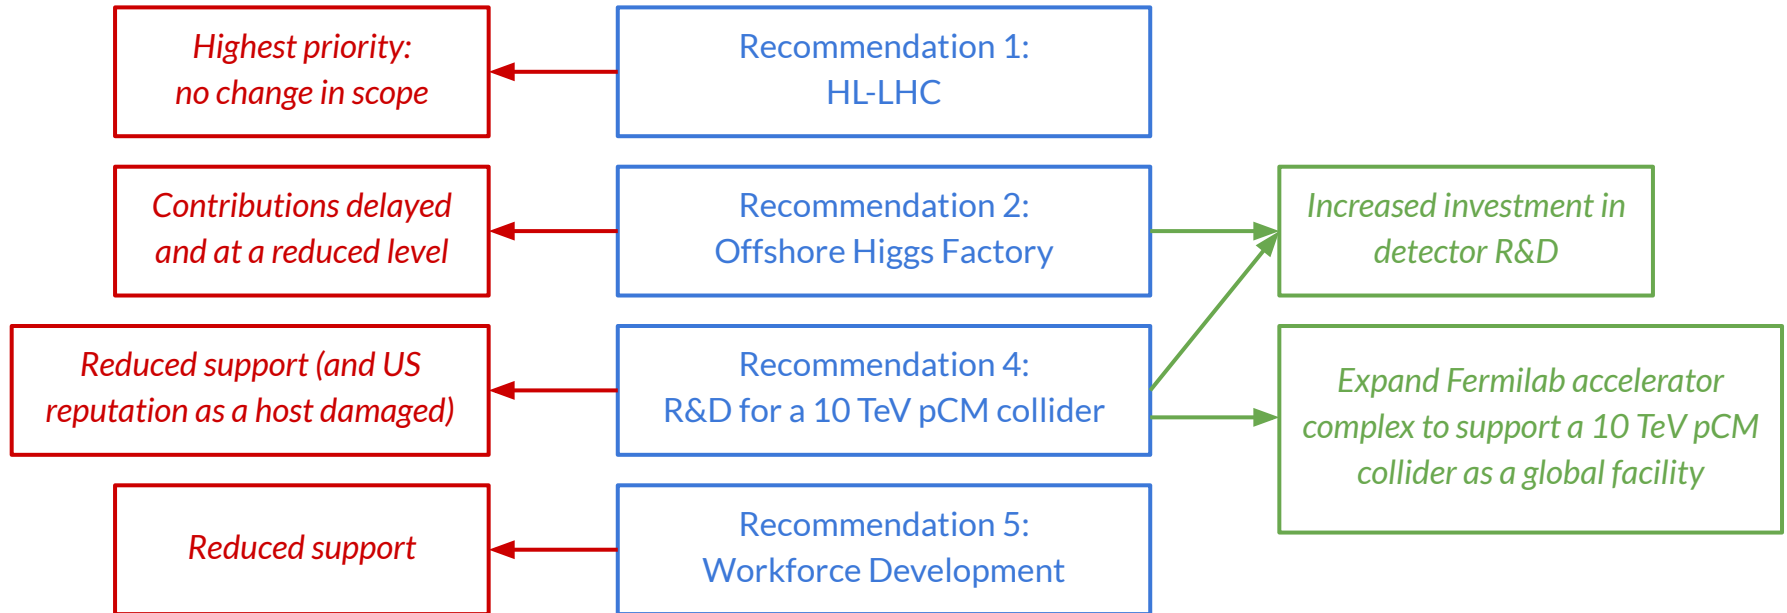 Highest priority:
no change in scope
Recommendation 1:
HL-LHC
Contributions delayed
and at a reduced level
Recommendation 2:
Offshore Higgs Factory
Increased investment in
detector R&D
Reduced support (and US
reputation as a host damaged)
Recommendation 4:
R&D for a 10 TeV pCM collider
Expand Fermilab accelerator
complex to support a 10 TeV pCM
collider as a global facility
Reduced support
Recommendation 5:
Workforce Development